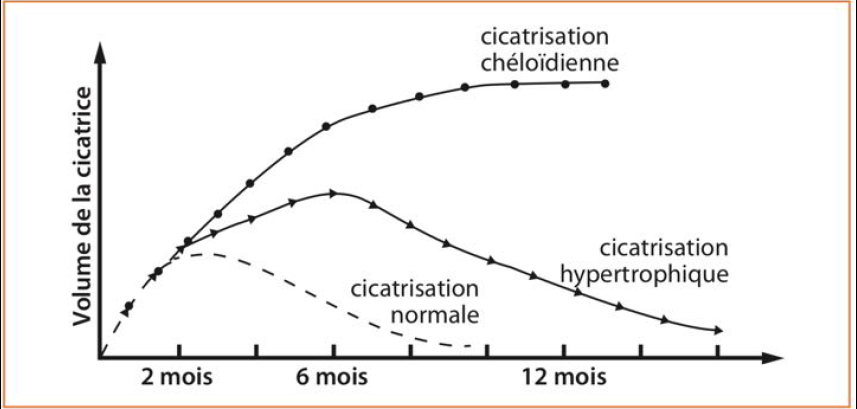 cicatrisation
chéloïdienne
Volume de la cicatrice
cicatrisation
hypertrophique
cicatrisation
normale
2 mois
6 mois
12 mois